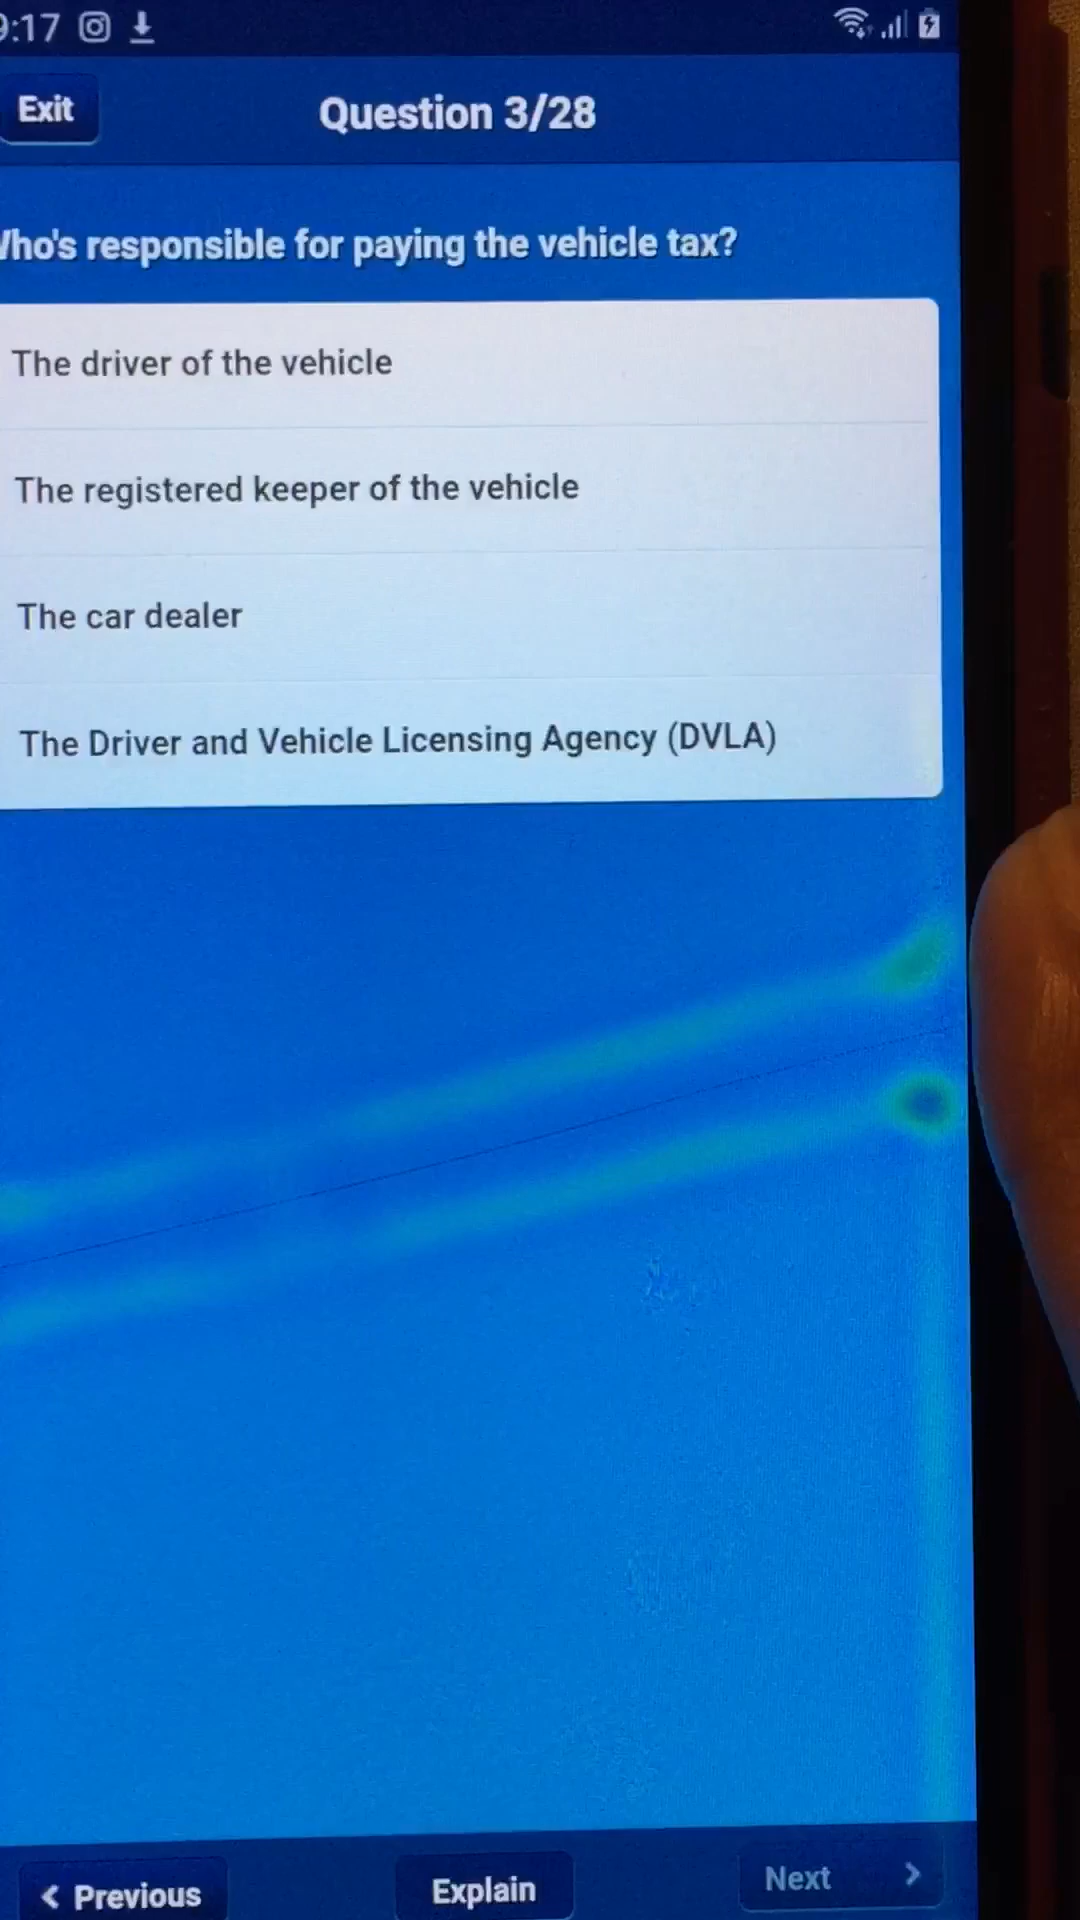 9:17
Exit
Question 3/28
Who's responsible for paying the vehicle tax?
The driver of the vehicle
The registered keeper of the vehicle
The car dealer
The Driver and Vehicle Licensing Agency (DVLA)
Previous
Explain
Next